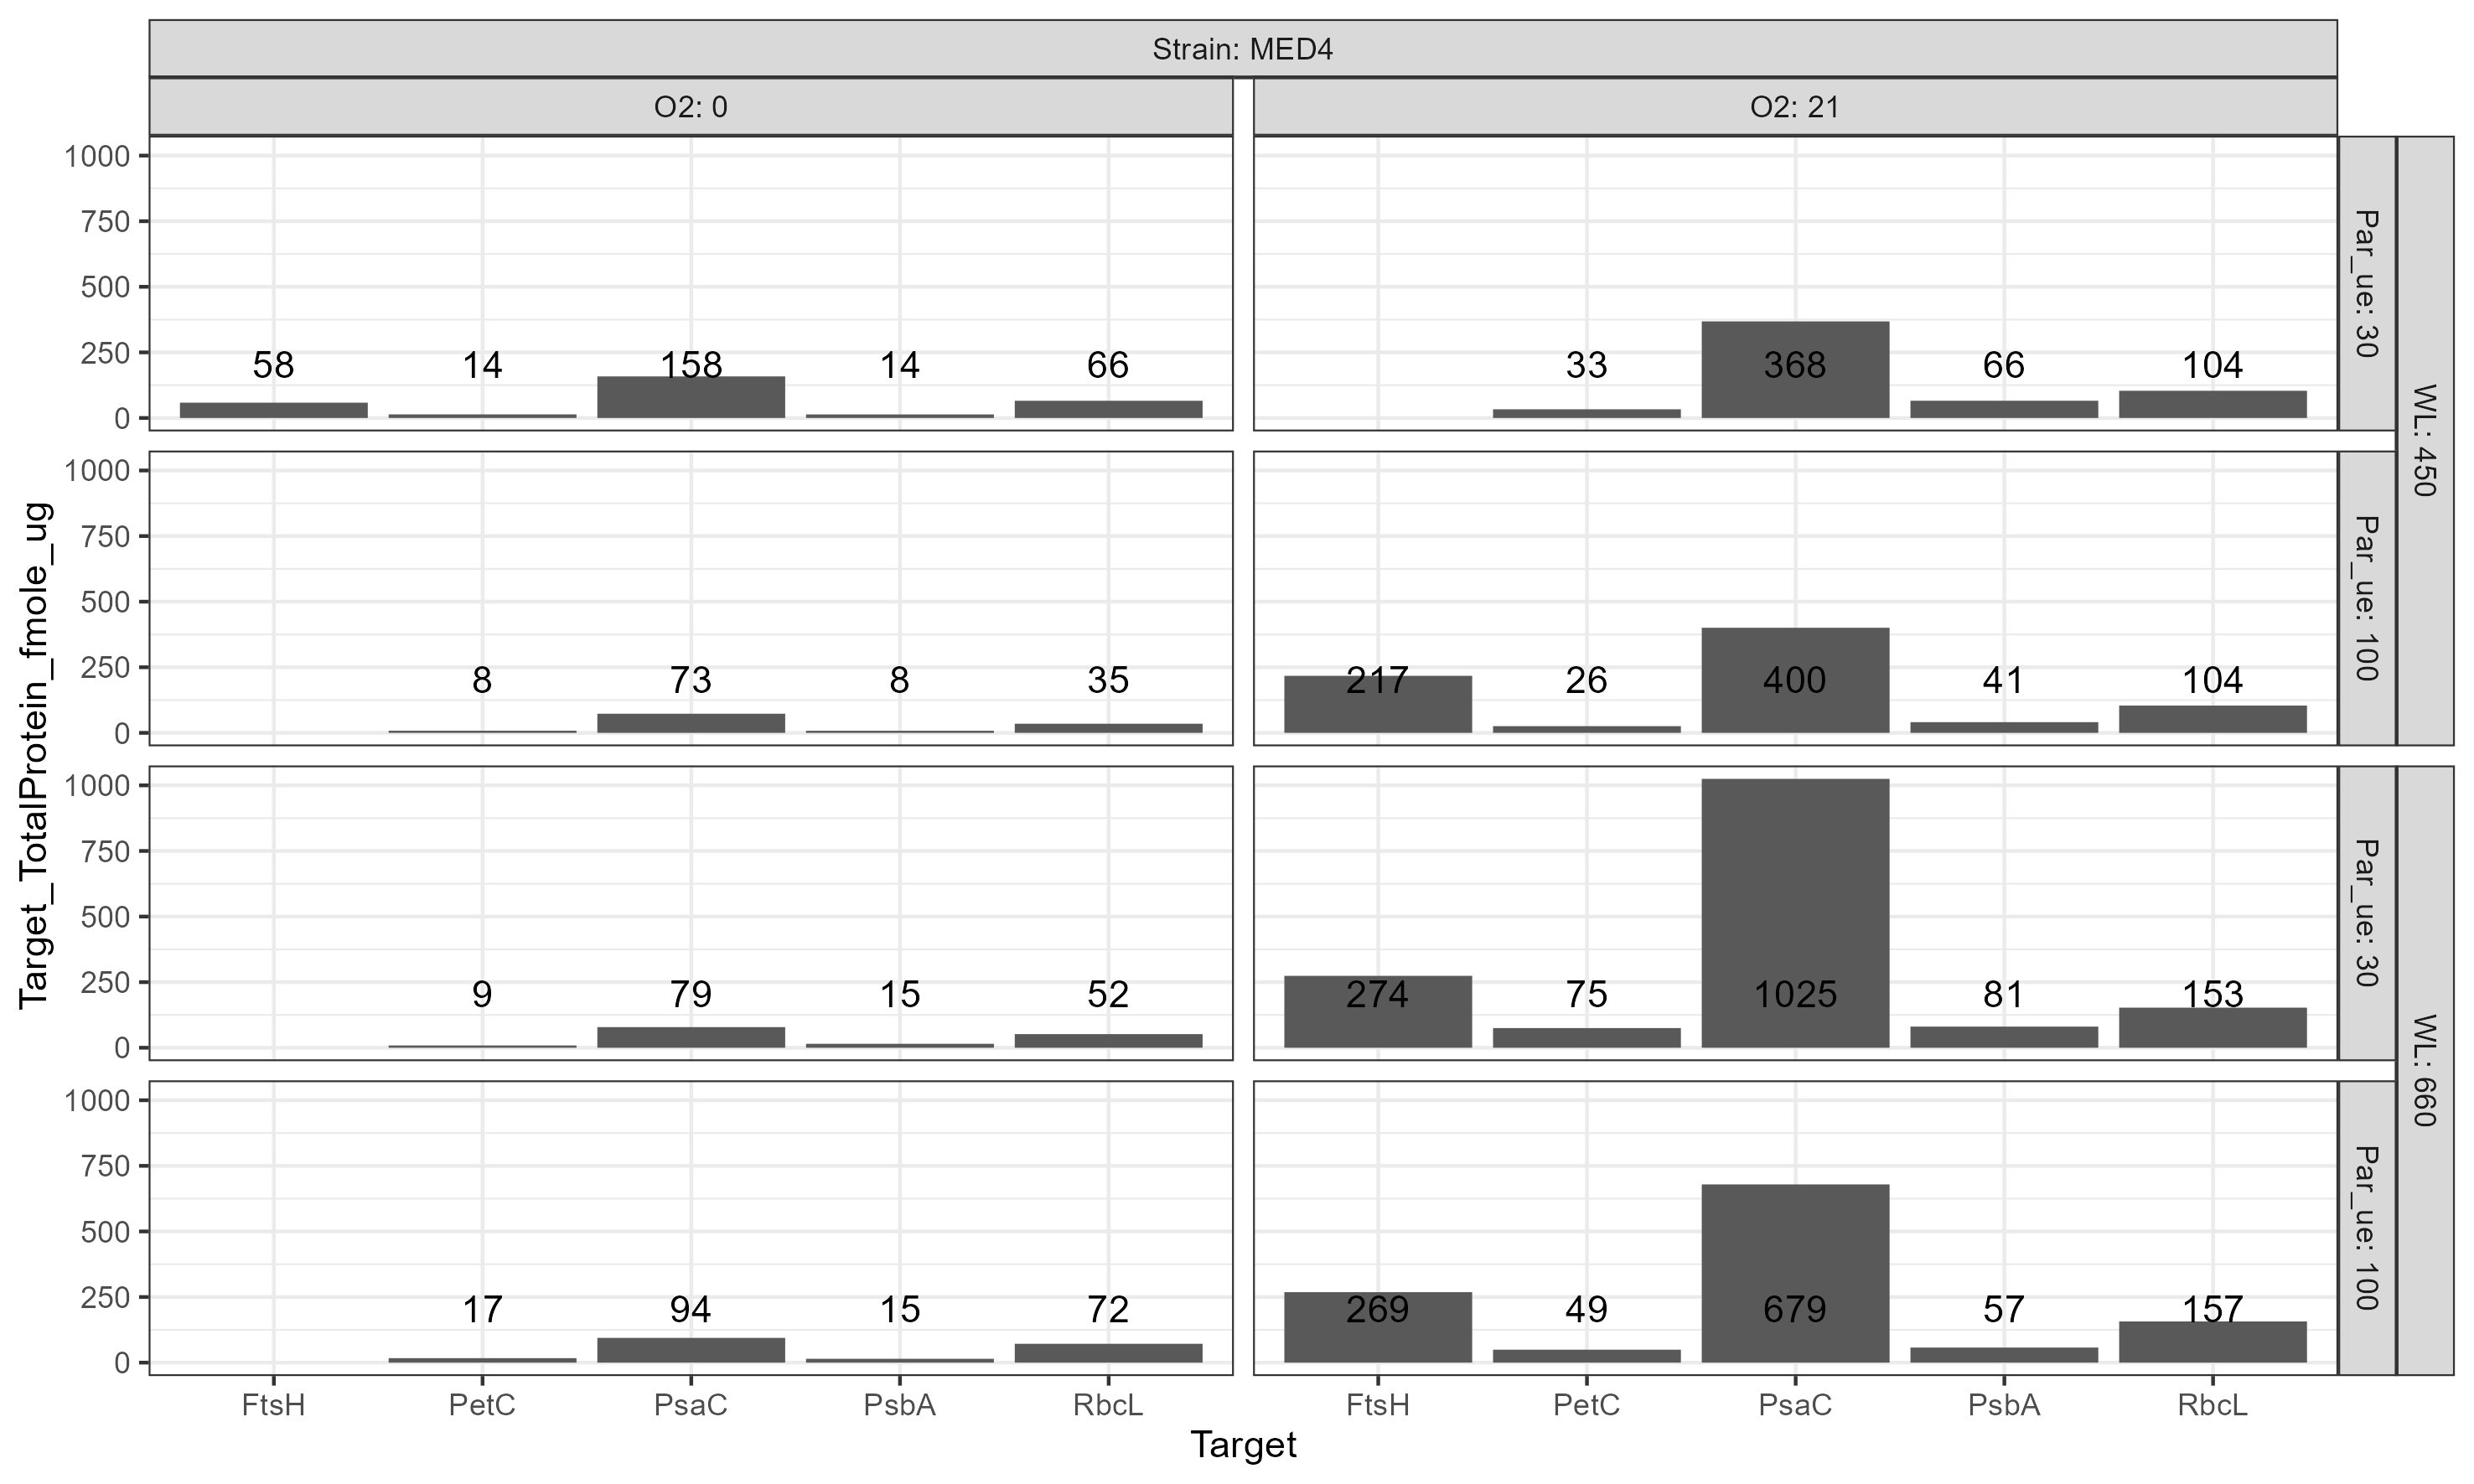 Strain: MED4
O2: 0
O2: 21
1000
750
500
250
0
58
14
158
14
66
33
368
66
104
Par_ue: 30
WL: 450
1000
750
500
250
0
8
73
8
35
217
26
400
41
104
Par_ue: 100
1000
750
500
250
0
9
79
15
52
274
75
1025
81
153
Par_ue: 30
WL: 660
1000
750
500
250
0
17
94
15
72
269
49
679
57
157
Par_ue: 100
FtsH
PetC
PsaC
PsbA
RbcL
FtsH
PetC
PsaC
PsbA
RbcL
Target
Target_TotalProtein_fmole_ug